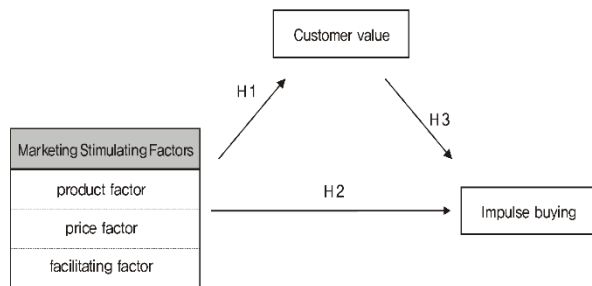 Customer value
H1
H3
Marketing Stimulating Factors
product factor
H2
price factor
Impulse buying
facilitating factor